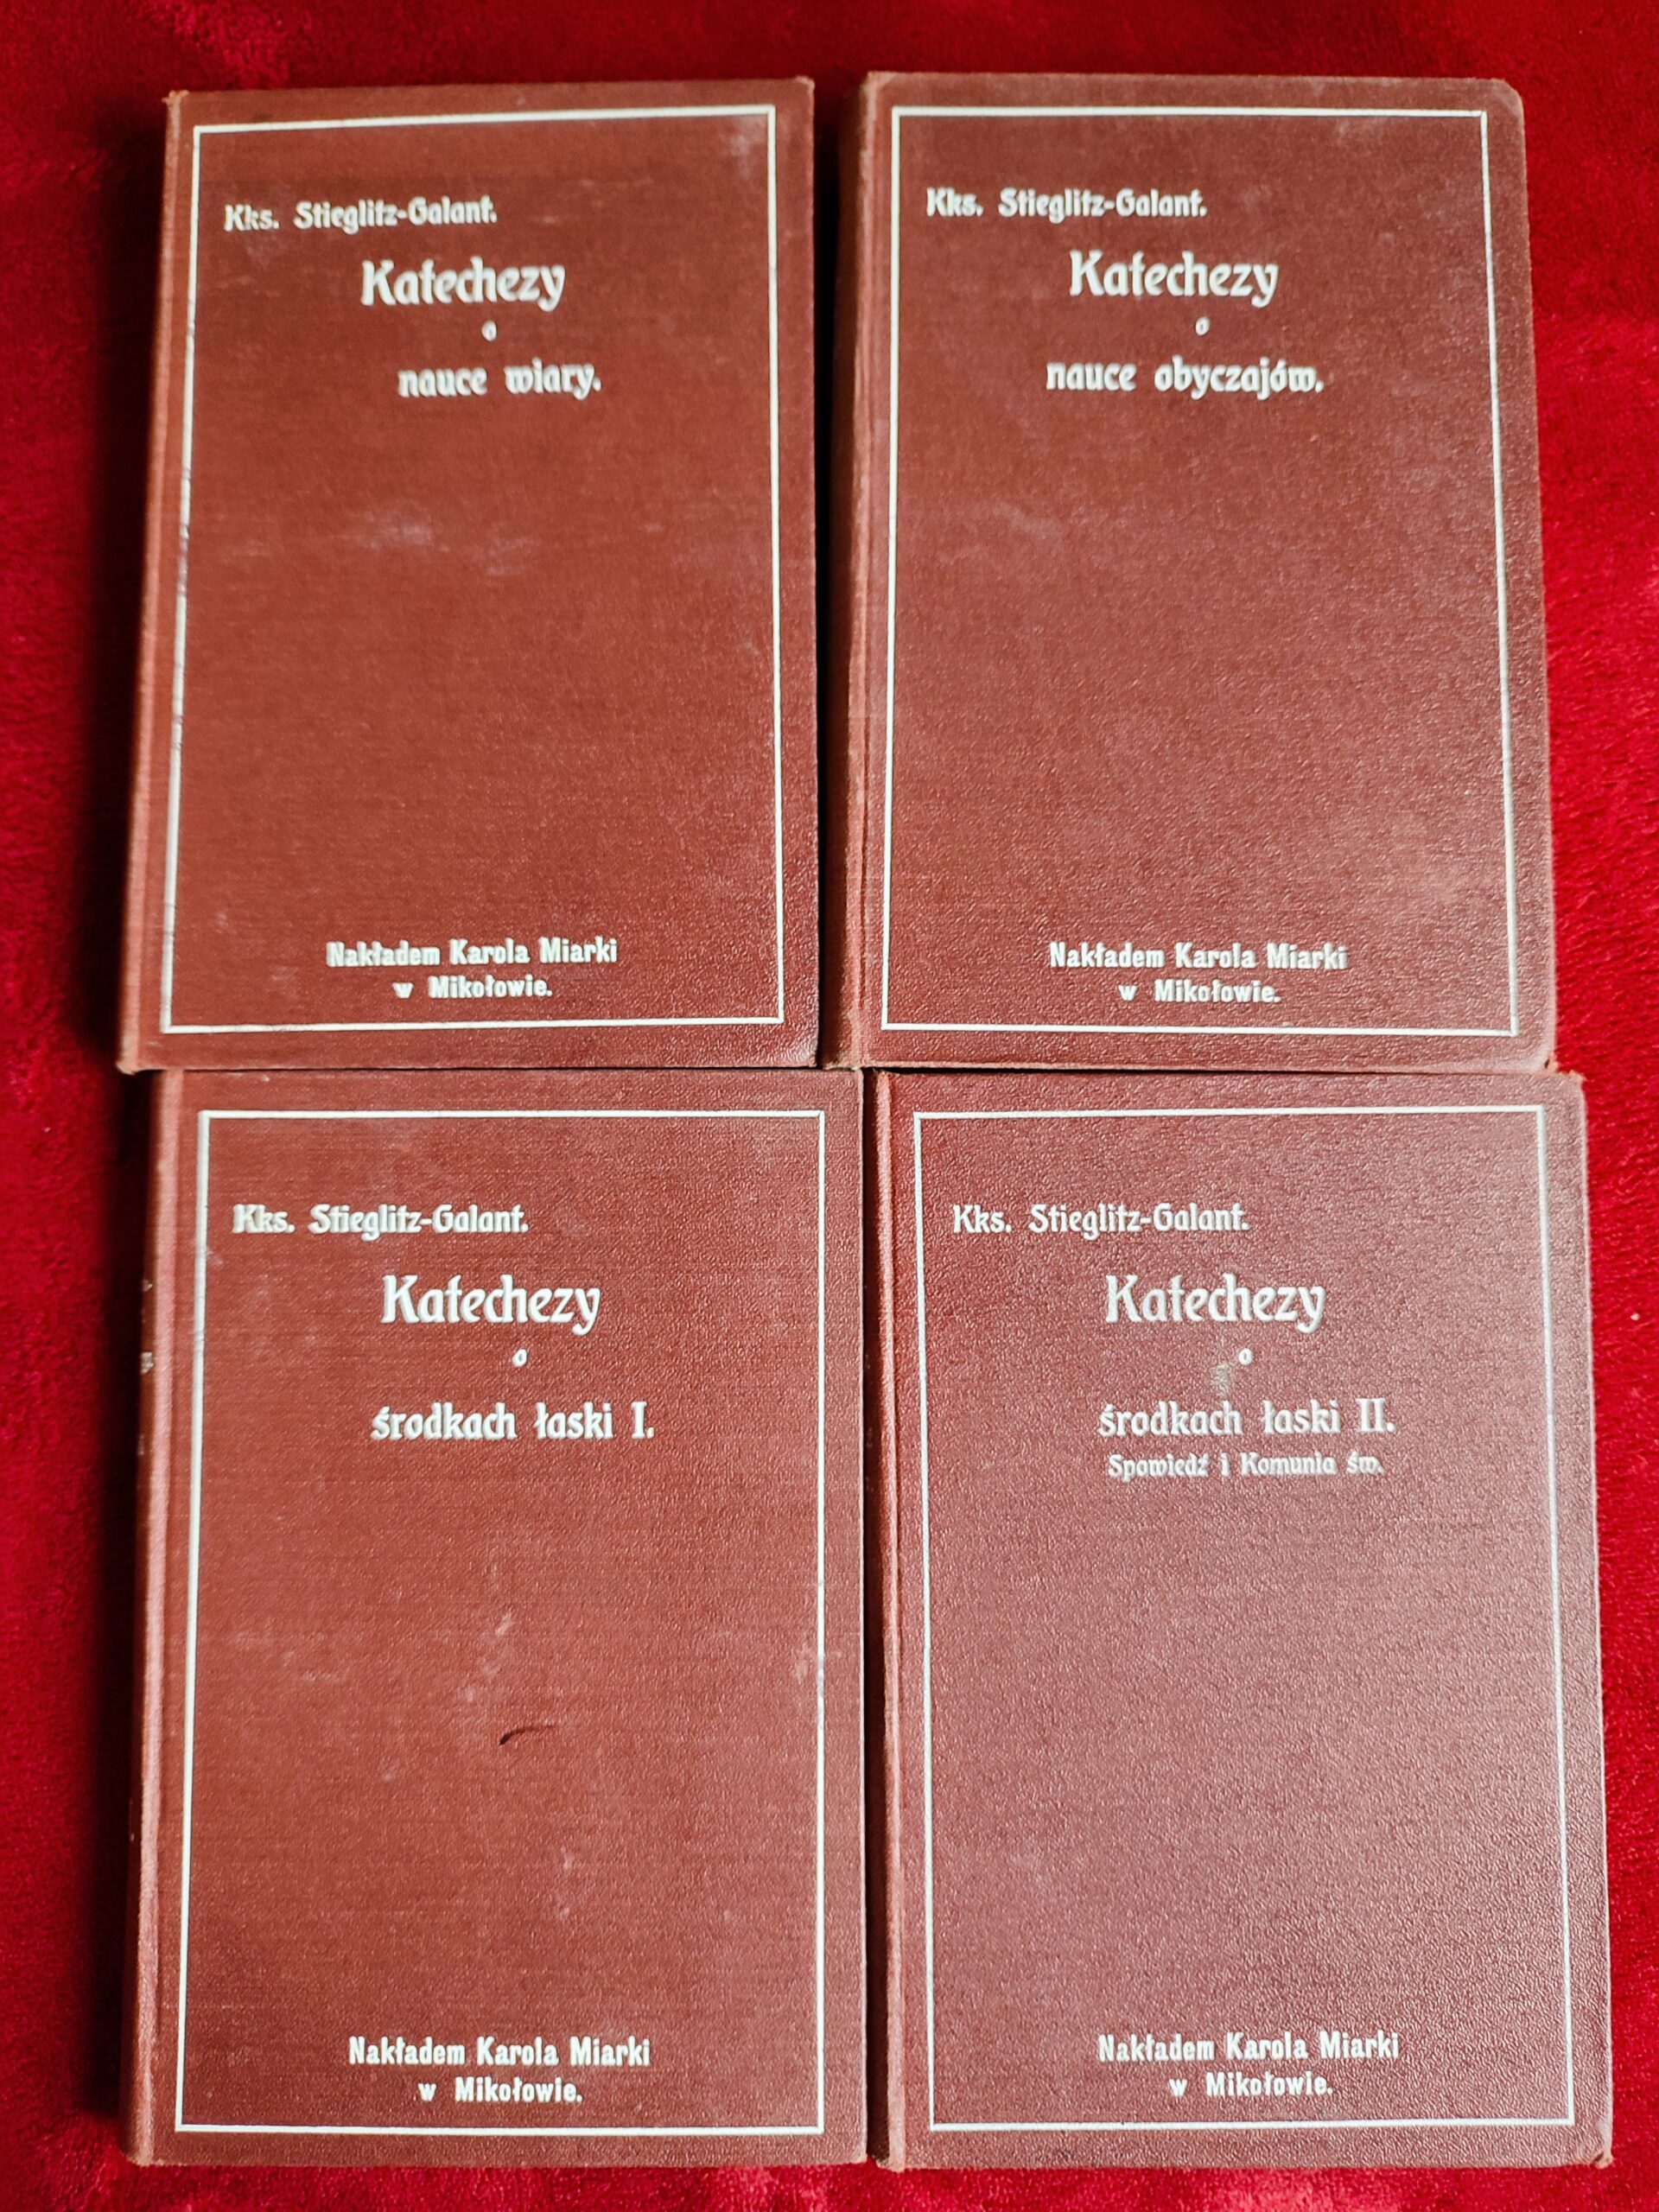 Kks. Stieglitz-Galant.
Katechezy
o
nauce wiary.
Nakładem Karola Miarki
w Mikołowie.
Kks. Stieglitz-Galant.
Katechezy
o
nauce obyczajów.
Nakładem Karola Miarki
w Mikołowie.
Kks. Stieglitz-Galant.
Katechezy
o
środkach łaski I.
Nakładem Karola Miarki
w Mikołowie.
Kks. Stieglitz-Galant.
Katechezy
o
środkach łaski II.
Spowiedź i Komunia św.
Nakładem Karola Miarki
w Mikołowie.